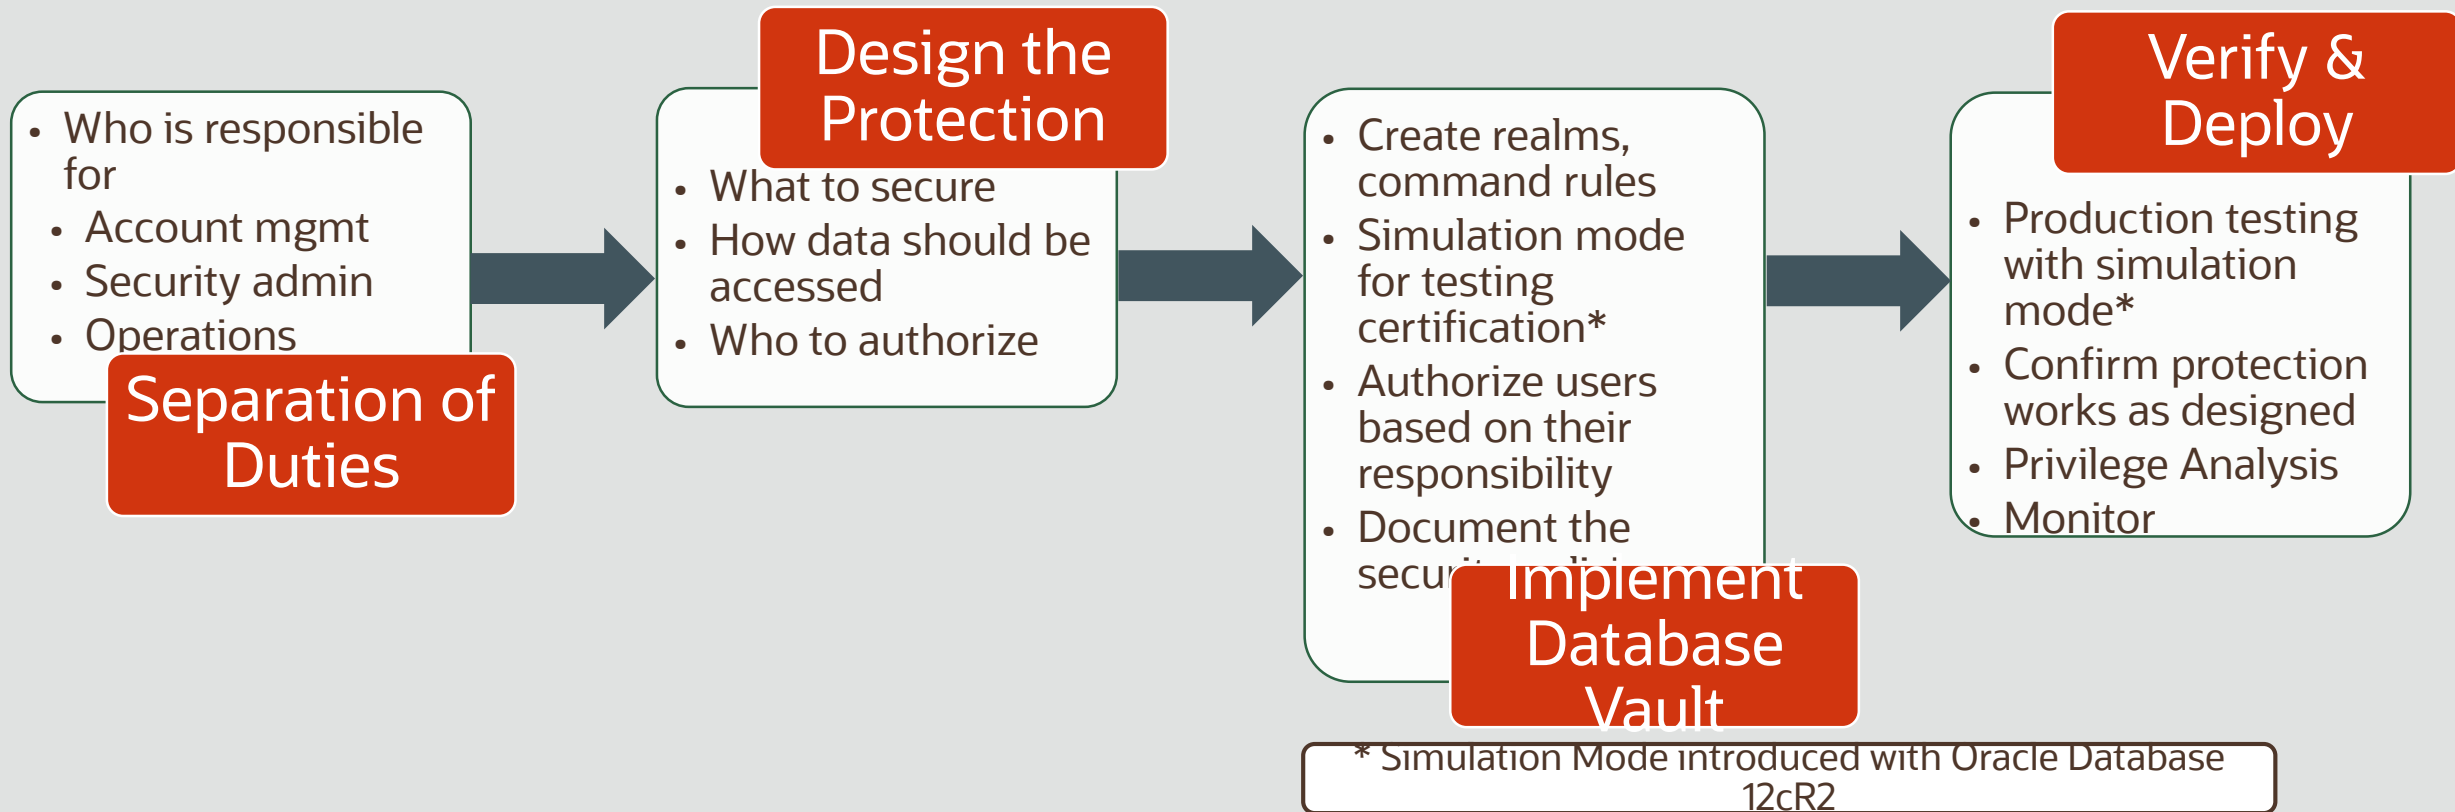 • Who is responsible
for
• Account mgmt
• Security admin
• Operations
Separation of
Duties
Design the
Protection
• What to secure
• How data should be
accessed
• Who to authorize
• Create realms,
command rules
• Simulation mode
for testing
certification*
• Authorize users
based on their
responsibility
• Document the
Implement
Database
Vault
Verify &
Deploy
• Production testing
with simulation
mode*
• Confirm protection
works as designed
• Privilege Analysis
• Monitor
* Simulation Mode introduced with Oracle Database
12cR2